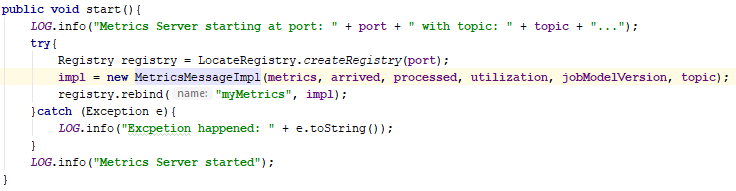 public void start(){
LOG.info("Metrics Server starting at port: " + port + " with topic: " + topic + "...");
try{
Registry registry = LocateRegistry.createRegistry(port);
impl = new MetricsMessageImpl(metrics, arrived, processed, utilization, jobModelVersion, topic);
registry.rebind( name: "myMetrics", impl);
}catch (Exception e){
LOG.info("Excpetion happened: " + e.toString());
}
LOG.info("Metrics Server started");
}